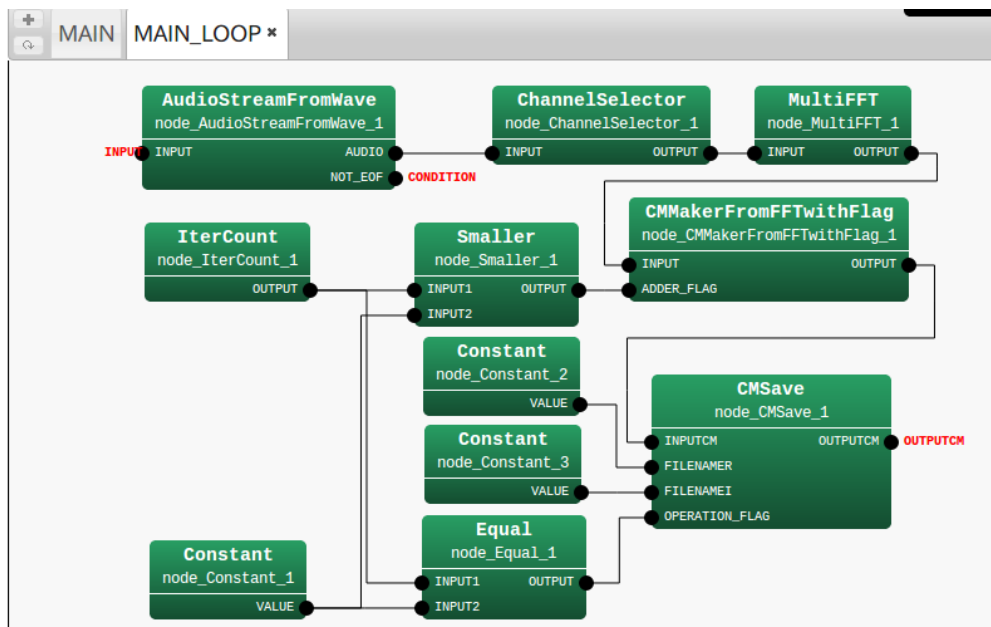 MAIN
MAIN_LOOP ×
AudioStreamFromWave
node_AudioStreamFromWave_1
INPUT INPUT AUDIO
NOT_EOF CONDITION
ChannelSelector
node_ChannelSelector_1
INPUT OUTPUT
MultiFFT
node_MultiFFT_1
INPUT OUTPUT
CMMakerFromFFTwithFlag
node_CMMakerFromFFTwithFlag_1
INPUT OUTPUT
ADDER_FLAG
IterCount
node_IterCount_1
OUTPUT
Smaller
node_Smaller_1
INPUT1 OUTPUT
INPUT2
Constant
node_Constant_2
VALUE
Constant
node_Constant_3
VALUE
CMSave
node_CMSave_1
INPUTCM OUTPUTCM OUTPUTCM
FILENAMER
FILENAMEI
OPERATION_FLAG
Equal
node_Equal_1
INPUT1 OUTPUT
INPUT2
Constant
node_Constant_1
VALUE